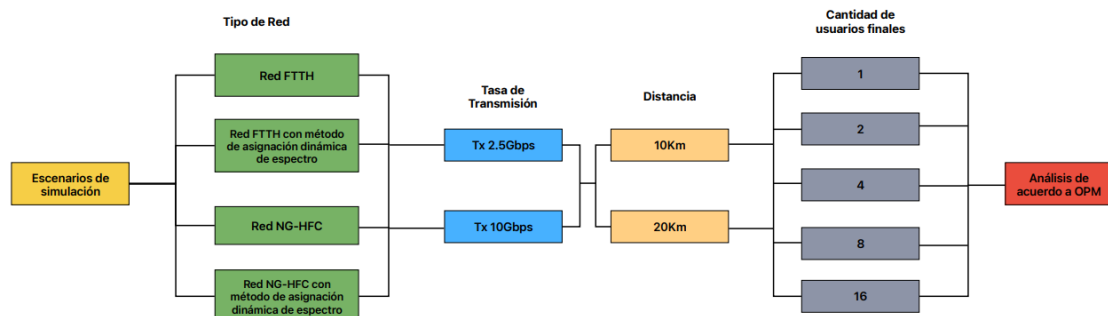 Tipo de Red
Cantidad de
usuarios finales
Tasa de
Transmisión
Distancia
Escenarios de
simulación
Red FTTH
Red FTTH con método
de asignación dinámica
de espectro
Red NG-HFC
Red NG-HFC con
método de asignación
dinámica de espectro
Tx 2.5Gbps
Tx 10Gbps
10Km
20Km
1
2
4
8
16
Análisis de
acuerdo a OPM